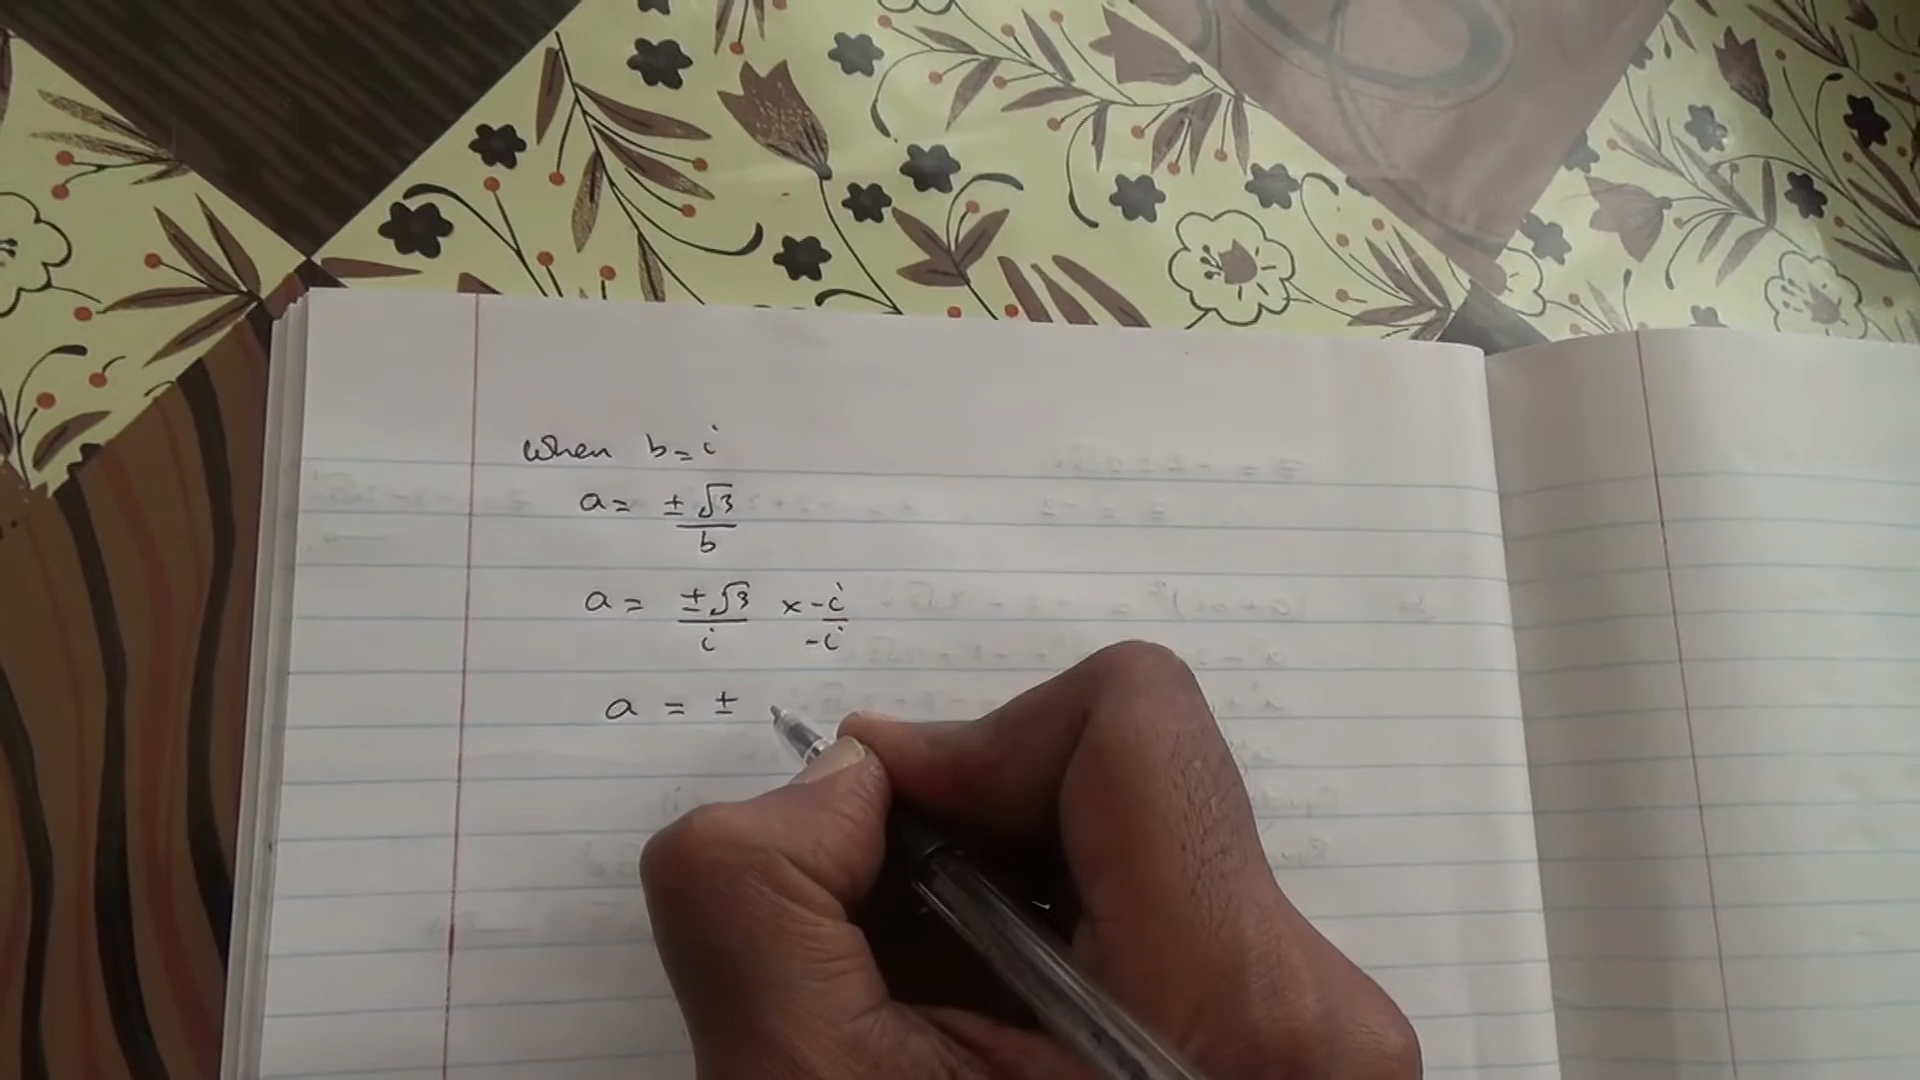 When b = i
a = ± √3 / b
a = ± √3 / i × -i / -i
a = ±